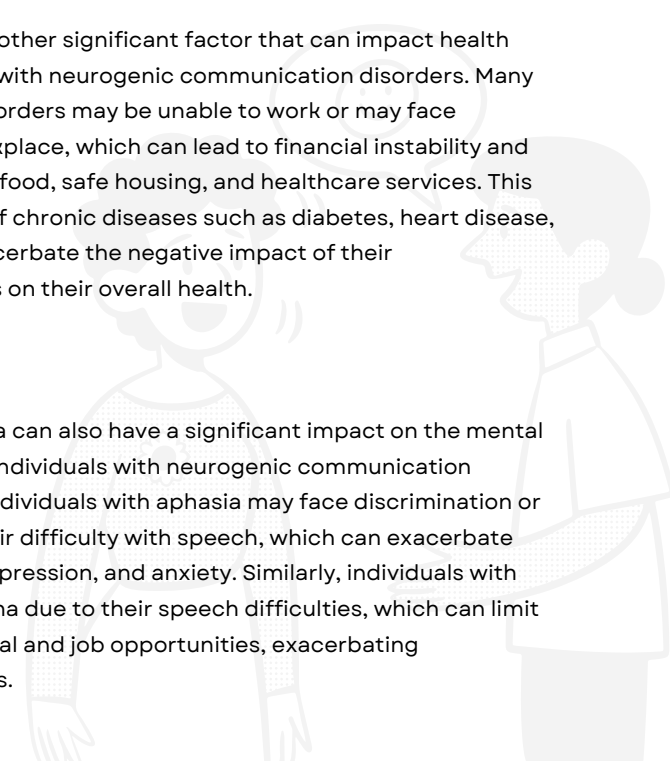 other significant factor that can impact health
with neurogenic communication disorders. Many
orders may be unable to work or may face
place, which can lead to financial instability and
food, safe housing, and healthcare services. This
f chronic diseases such as diabetes, heart disease,
cerbate the negative impact of their
s on their overall health.
a can also have a significant impact on the mental
ndividuals with neurogenic communication
dividuals with aphasia may face discrimination or
ir difficulty with speech, which can exacerbate
pression, and anxiety. Similarly, individuals with
na due to their speech difficulties, which can limit
al and job opportunities, exacerbating
s.